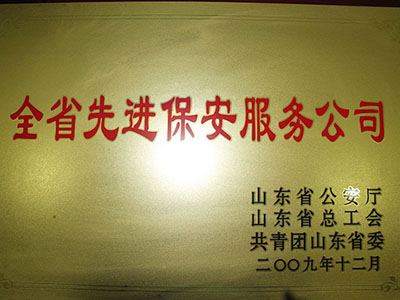 全省先进保安服务公司
山东省公安厅
山东省总工会
共青团山东省委
二〇〇九年十二月